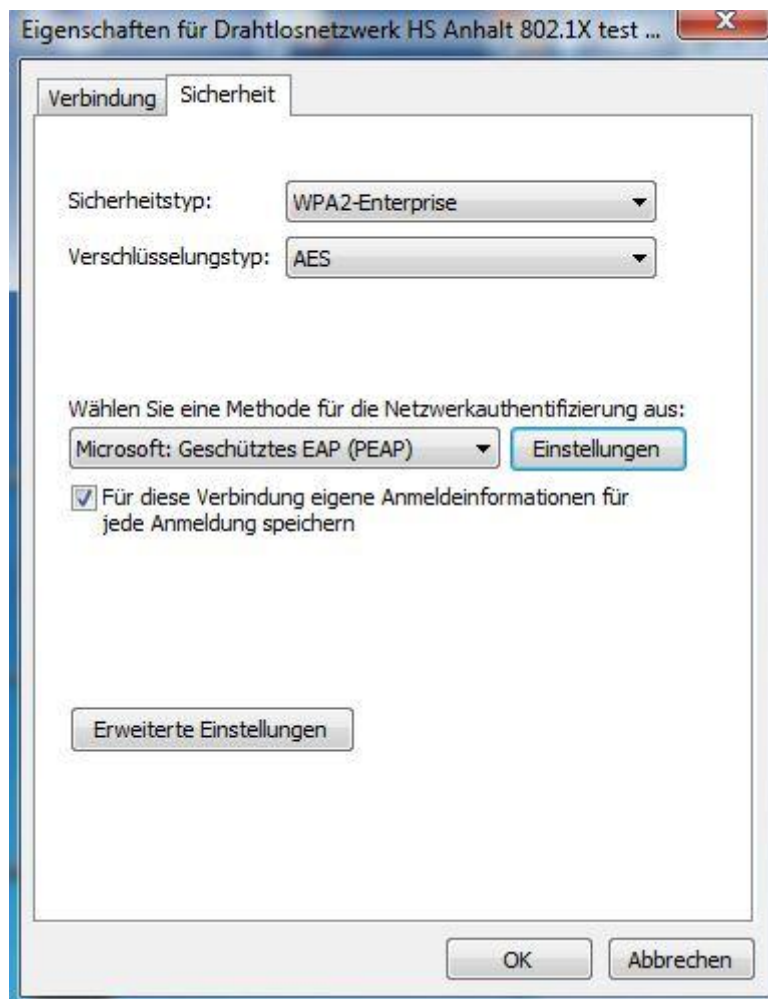 Eigenschaften für Drahtlosnetzwerk HS Anhalt 802.1X test ...
Verbindung Sicherheit
Sicherheitstyp: WPA2-Enterprise
Verschlüsselungstyp: AES
Wählen Sie eine Methode für die Netzwerkauthentifizierung aus:
Microsoft: Geschütztes EAP (PEAP) Einstellungen
Für diese Verbindung eigene Anmeldeinformationen für
jede Anmeldung speichern
Erweiterte Einstellungen
OK Abbrechen